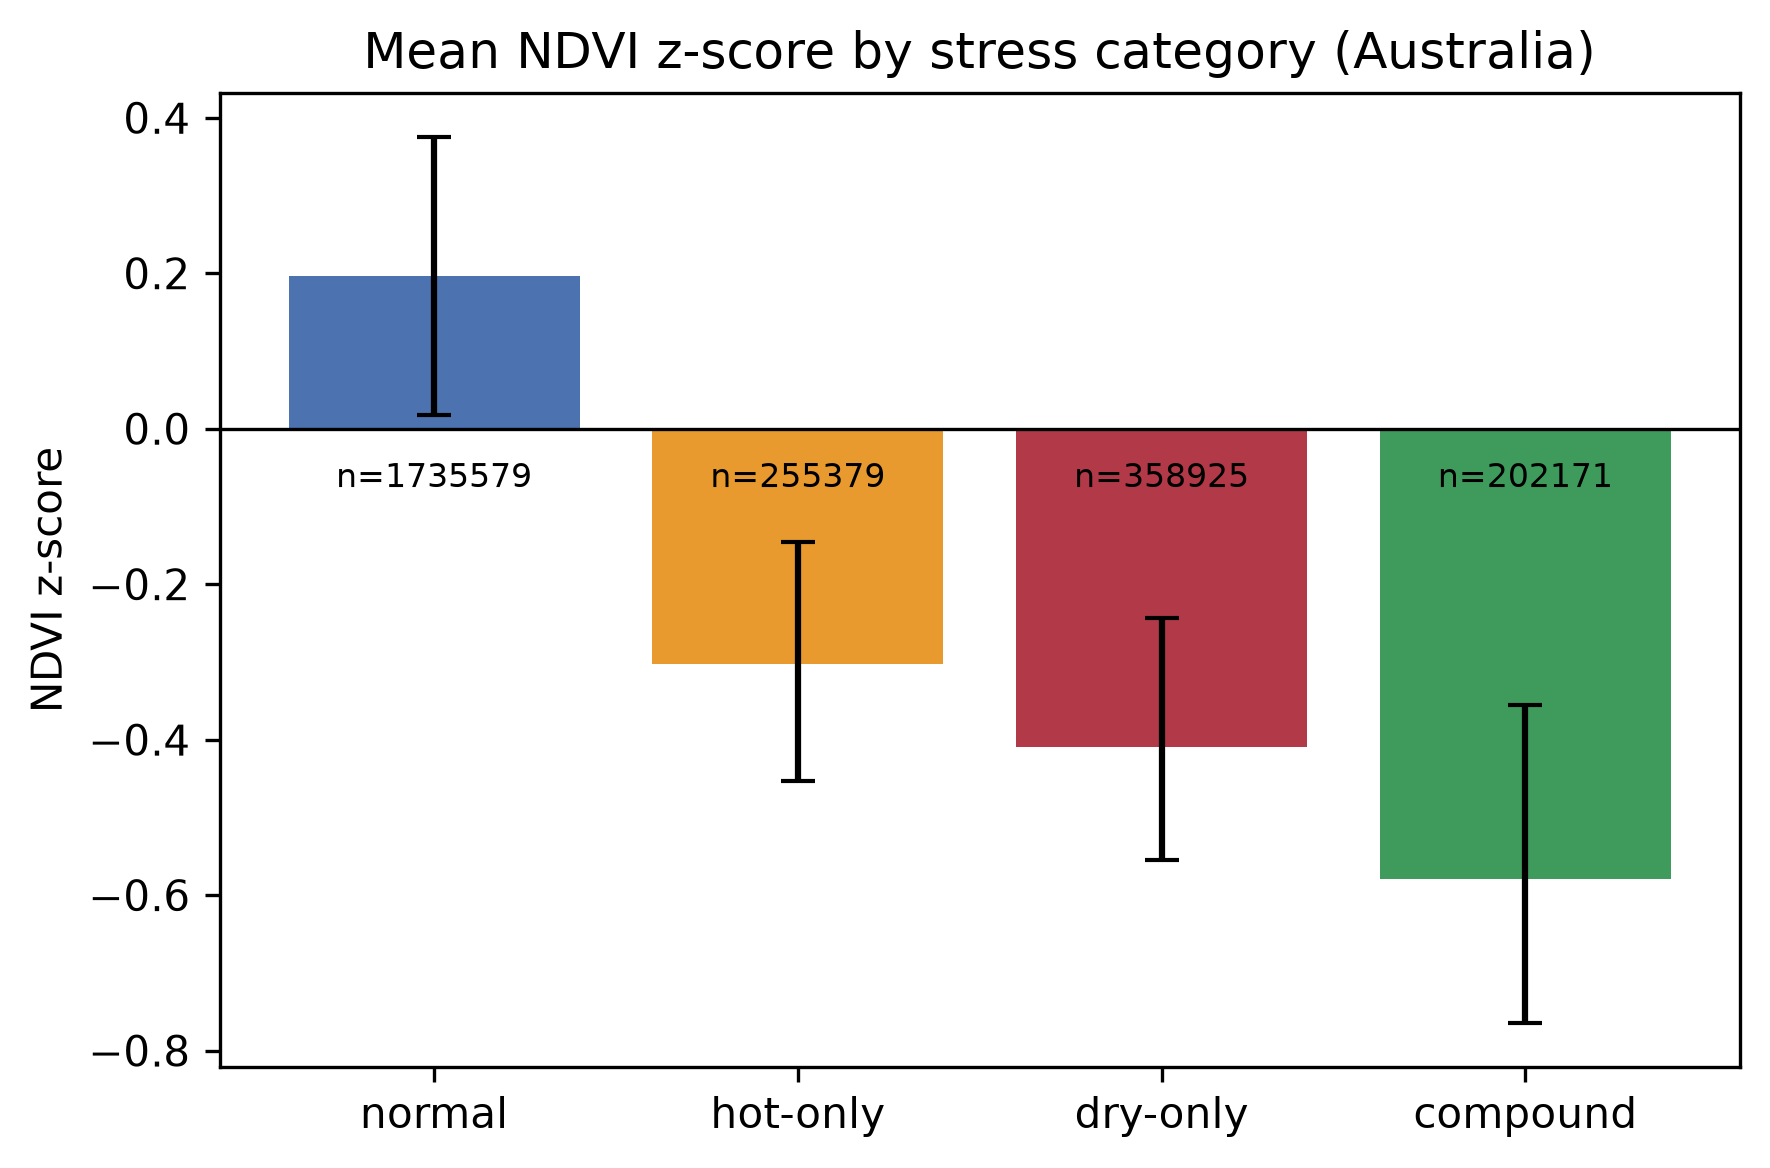 Mean NDVI z-score by stress category (Australia)
NDVI z-score
0.4
0.2
0.0
−0.2
−0.4
−0.6
−0.8
n=1735579
n=255379
n=358925
n=202171
normal
hot-only
dry-only
compound